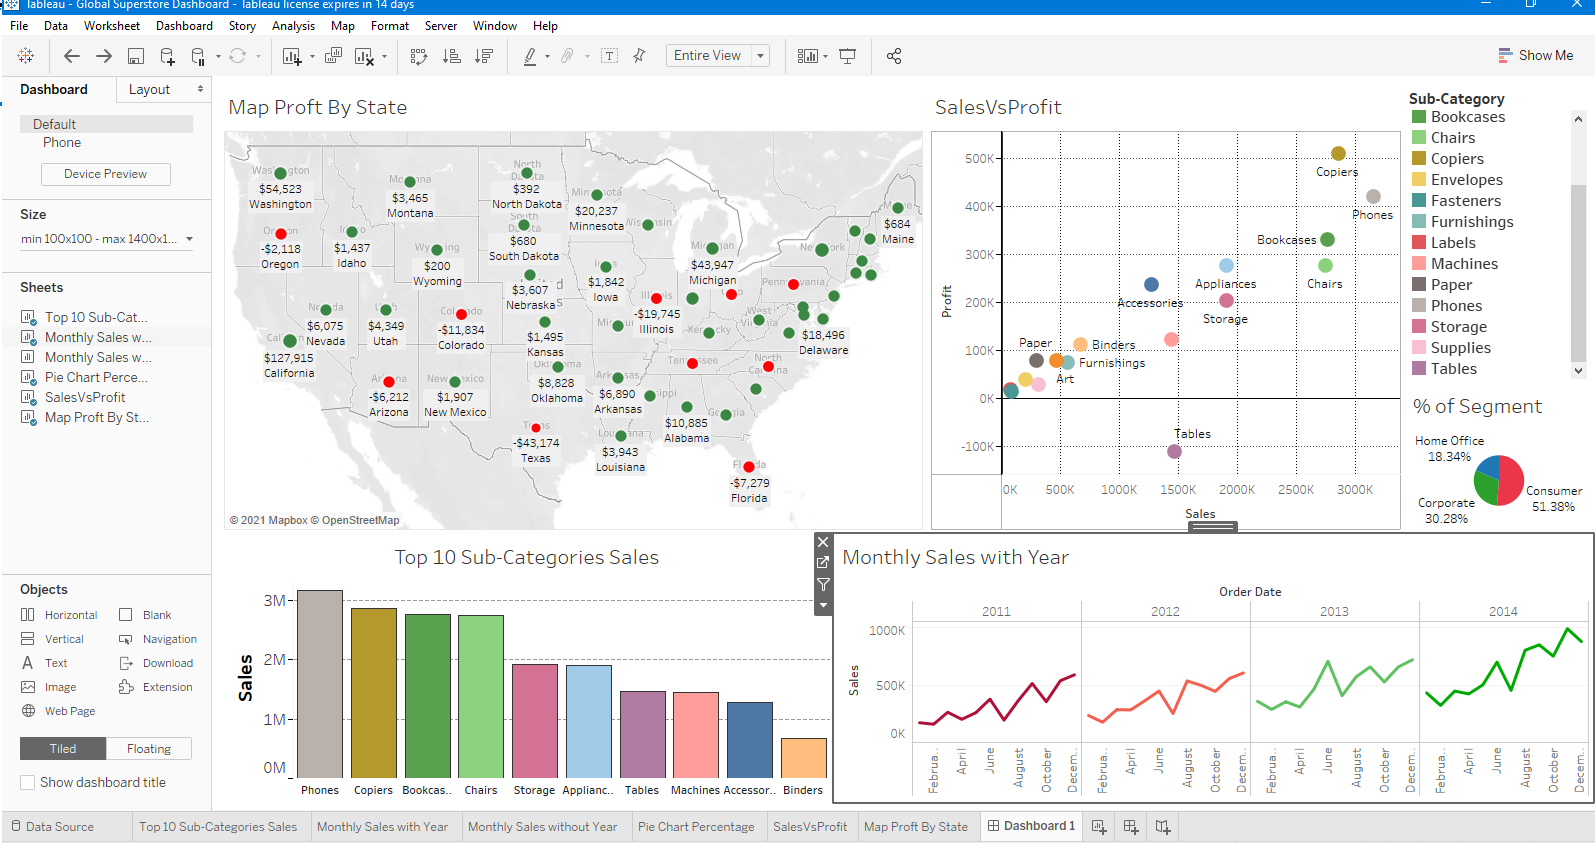 Tableau - Global Superstore Dashboard - Tableau license expires in 14 days
File Data Worksheet Dashboard Story Analysis Map Format Server Window Help
Entire View
Show Me
Dashboard Layout
Default
Phone
Device Preview
Size
min 100x100 - max 1400x1...
Sheets
Top 10 Sub-Cat...
Monthly Sales w...
Monthly Sales w...
Pie Chart Perce...
SalesVsProfit
Map Proft By St...
Objects
Horizontal Blank
Vertical Navigation
Text Download
Image Extension
Web Page
Tiled Floating
Show dashboard title
Map Proft By State
$54,523
Washington
$3,465
Montana
$392
North Dakota
$20,237
Minnesota
$684
Maine
-$2,118
Oregon
$1,437
Idaho
$200
Wyoming
$680
South Dakota
$43,947
Michigan
$3,607
Nebraska
$1,842
Iowa
-$19,745
Illinois
$6,075
Nevada
$4,349
Utah
-$11,834
Colorado
$1,495
Kansas
$18,496
Delaware
$127,915
California
-$6,212
Arizona
$1,907
New Mexico
$8,828
Oklahoma
$6,890
Arkansas
$10,885
Alabama
-$43,174
Texas
$3,943
Louisiana
-$7,279
Florida
© 2021 Mapbox © OpenStreetMap
SalesVsProfit
Profit
500K
400K
300K
200K
100K
0K
-100K
Copiers
Phones
Bookcases
Appliances
Chairs
Accessories
Storage
Paper
Binders
Furnishings
Art
Tables
0K 500K 1000K 1500K 2000K 2500K 3000K
Sales
Sub-Category
Bookcases
Chairs
Copiers
Envelopes
Fasteners
Furnishings
Labels
Machines
Paper
Phones
Storage
Supplies
Tables
% of Segment
Home Office
18.34%
Consumer
51.38%
Corporate
30.28%
Top 10 Sub-Categories Sales
Sales
3M
2M
1M
0M
Phones Copiers Bookcas.. Chairs Storage Applianc.. Tables Machines Accessor.. Binders
Monthly Sales with Year
Order Date
2011 2012 2013 2014
Sales
1000K
500K
0K
Februa.. April June August October Decem.. Februa.. April June August October Decem.. Februa.. April June August October Decem.. Februa.. April June August October Decem..
Data Source Top 10 Sub-Categories Sales Monthly Sales with Year Monthly Sales without Year Pie Chart Percentage SalesVsProfit Map Proft By State Dashboard 1